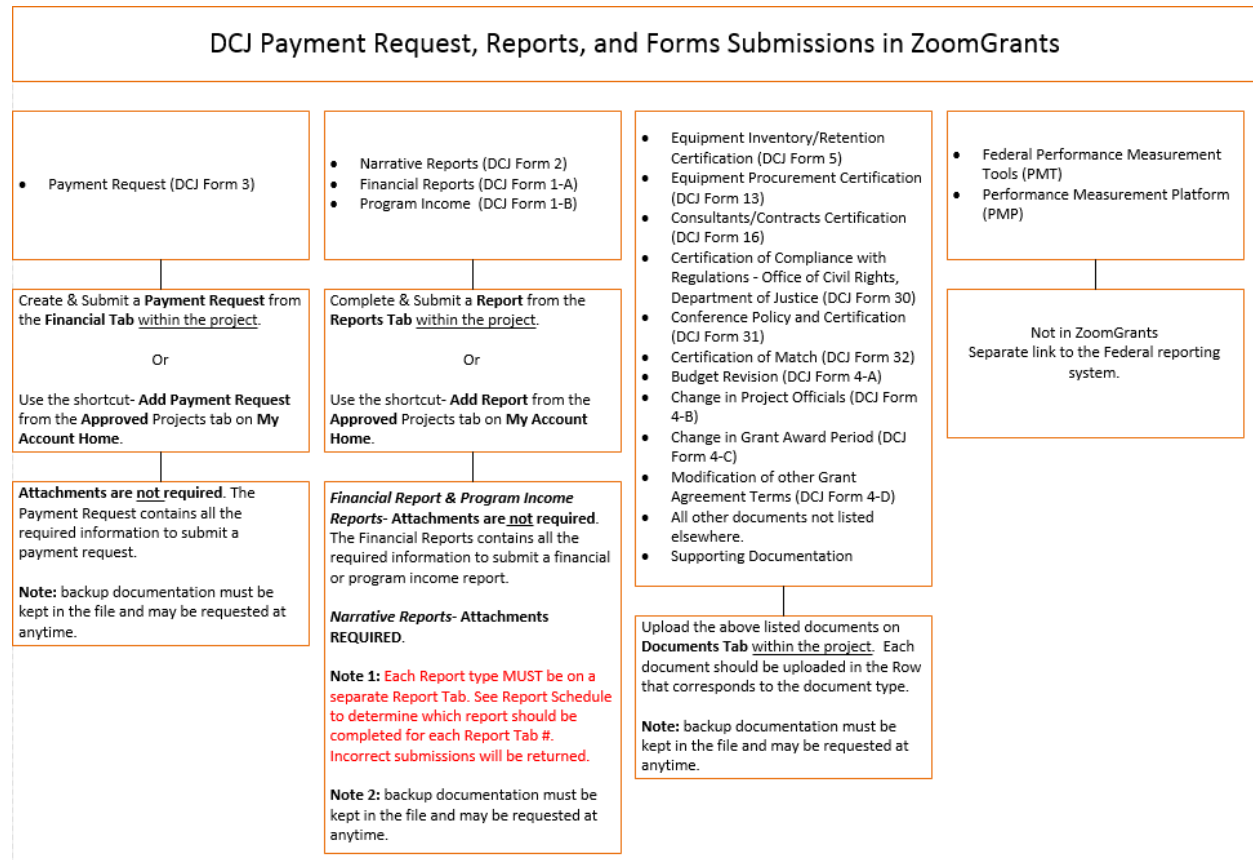 DCJ Payment Request, Reports, and Forms Submissions in ZoomGrants
• Payment Request (DCJ Form 3)
Create & Submit a Payment Request from
the Financial Tab within the project.
Or
Use the shortcut- Add Payment Request
from the Approved Projects tab on My
Account Home.
Attachments are not required. The
Payment Request contains all the
required information to submit a
payment request.
Note: backup documentation must be
kept in the file and may be requested at
anytime.
• Narrative Reports (DCJ Form 2)
• Financial Reports (DCJ Form 1-A)
• Program Income (DCJ Form 1-B)
Complete & Submit a Report from the
Reports Tab within the project.
Or
Use the shortcut- Add Report from the
Approved Projects tab on My Account
Home.
Financial Report & Program Income
Reports- Attachments are not required.
The Financial Reports contains all the
required information to submit a financial
or program income report.
Narrative Reports- Attachments
REQUIRED.
Note 1: Each Report type MUST be on a
separate Report Tab. See Report Schedule
to determine which report should be
completed for each Report Tab #.
Incorrect submissions will be returned.
Note 2: backup documentation must be
kept in the file and may be requested at
anytime.
• Equipment Inventory/Retention
Certification (DCJ Form 5)
• Equipment Procurement Certification
(DCJ Form 13)
• Consultants/Contracts Certification
(DCJ Form 16)
• Certification of Compliance with
Regulations - Office of Civil Rights,
Department of Justice (DCJ Form 30)
• Conference Policy and Certification
(DCJ Form 31)
• Certification of Match (DCJ Form 32)
• Budget Revision (DCJ Form 4-A)
• Change in Project Officials (DCJ Form
4-B)
• Change in Grant Award Period (DCJ
Form 4-C)
• Modification of other Grant
Agreement Terms (DCJ Form 4-D)
• All other documents not listed
elsewhere.
• Supporting Documentation
Upload the above listed documents on
Documents Tab within the project. Each
document should be uploaded in the Row
that corresponds to the document type.
Note: backup documentation must be
kept in the file and may be requested at
anytime.
• Federal Performance Measurement
Tools (PMT)
• Performance Measurement Platform
(PMP)
Not in ZoomGrants
Separate link to the Federal reporting
system.